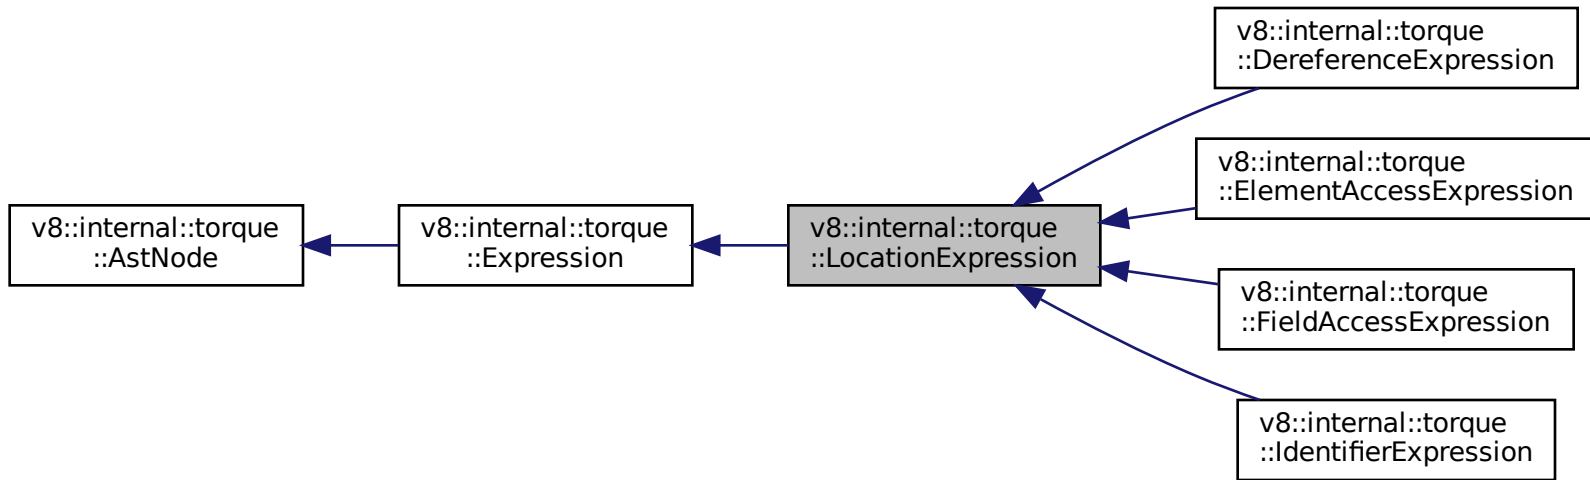 v8::internal::torque
::AstNode
v8::internal::torque
::Expression
v8::internal::torque
::LocationExpression
v8::internal::torque
::DereferenceExpression
v8::internal::torque
::ElementAccessExpression
v8::internal::torque
::FieldAccessExpression
v8::internal::torque
::IdentifierExpression